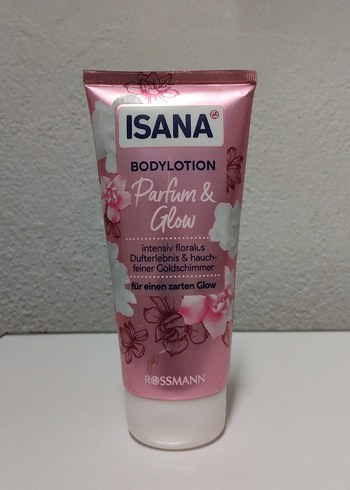 ISANA
BODYLOTION
Parfum &
Glow
intensiv florales
Dufterlebnis & hauch-
feiner Goldschimmer
für einen zarten Glow
ROSSMANN